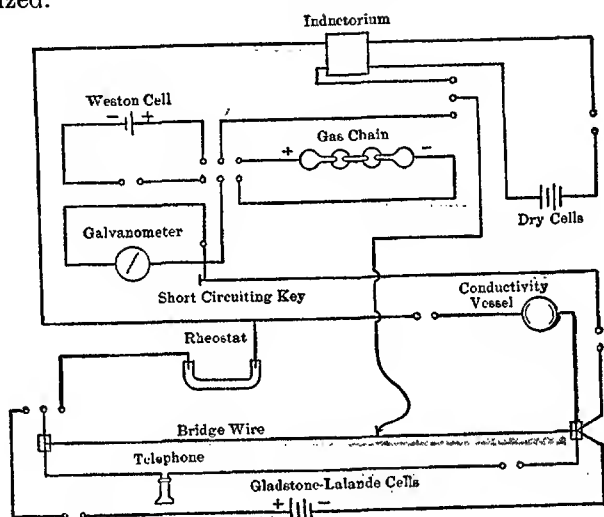 ized.
Inductorium
Weston Cell
- +
Gas Chain
+ -
Dry Cells
Galvanometer
Short Circuiting Key
Conductivity
Vessel
Rheostat
Bridge Wire
Telephone
Gladstone-Lalande Cells
+ -